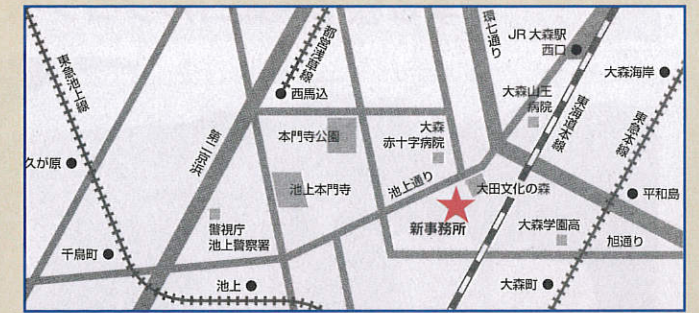 環七通り
JR 大森駅
西口
都営浅草線
東急池上線
大森海岸
西馬込
大森山王
病院
東海道本線
東急本線
第二京浜
本門寺公園
大森
赤十字病院
久が原
池上本門寺
池上通り
大田文化の森
平和島
新事務所
警視庁
池上警察署
大森学園高
旭通り
千鳥町
池上
大森町